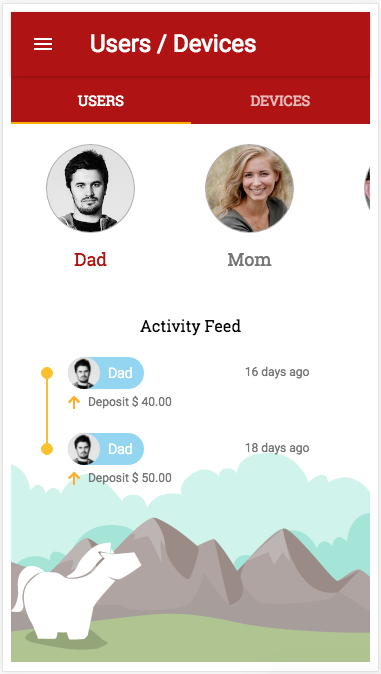 Users / Devices
USERS DEVICES
Dad Mom
Activity Feed
Dad 16 days ago
Deposit $ 40.00
Dad 18 days ago
Deposit $ 50.00